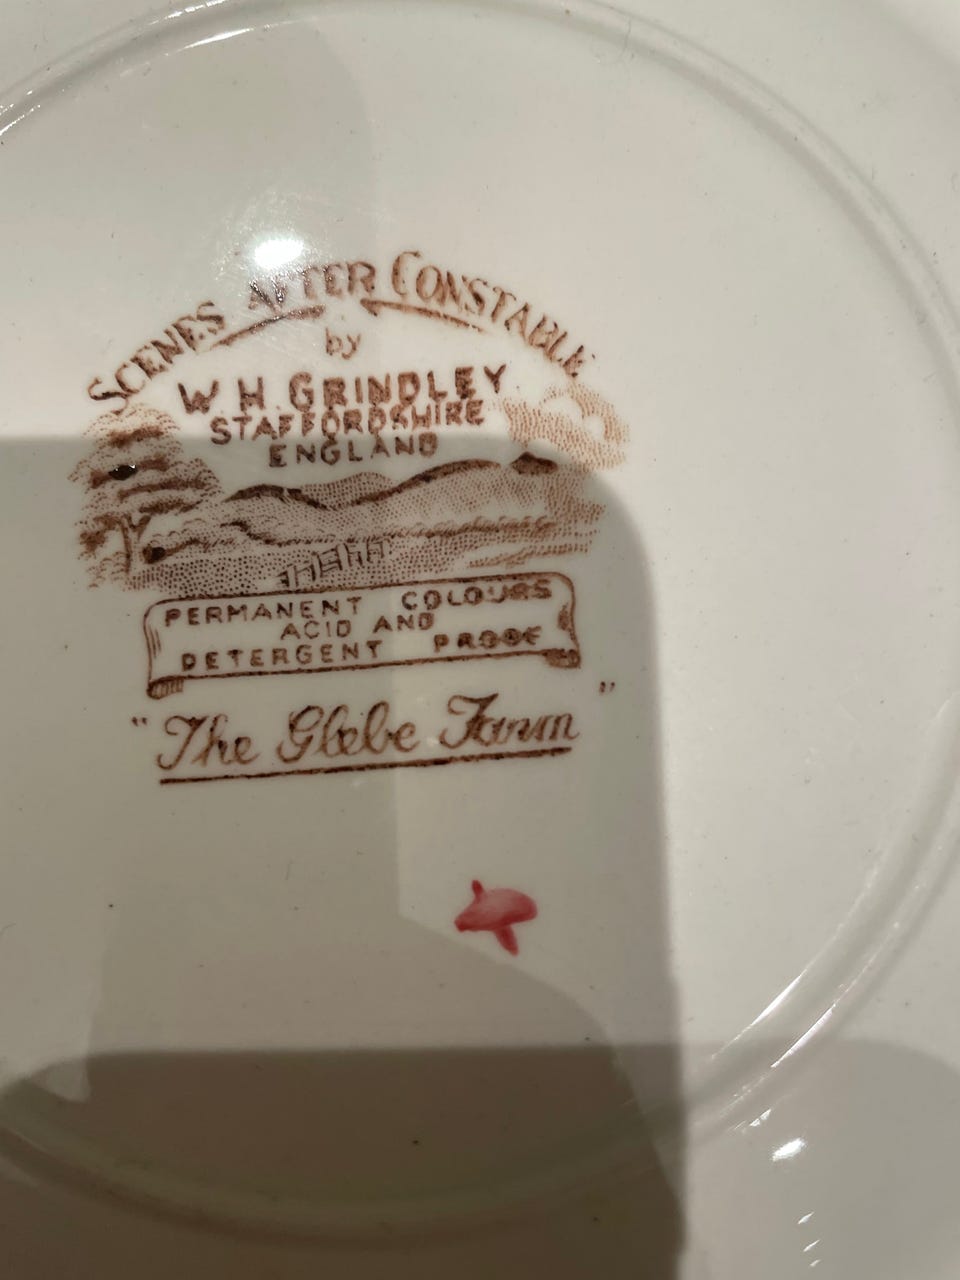 SCENES AFTER CONSTABLE
by
W H. GRINDLEY
STAFFORDSHIRE
ENGLAND
PERMANENT COLOURS
ACID AND
DETERGENT PROOF
"The Glebe Farm"